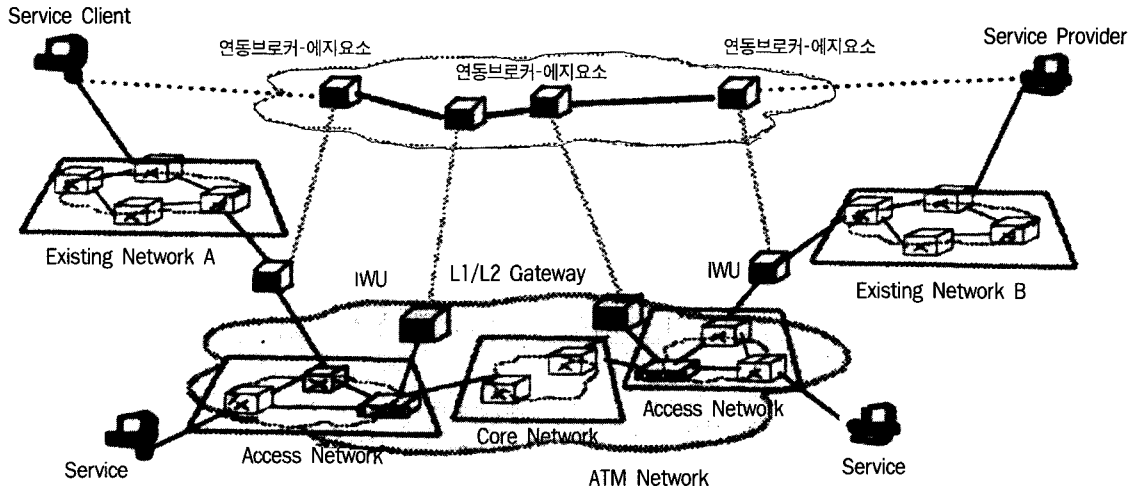 Service Client
연동브로커-에지요소
연동브로커-에지요소
연동브로커-에지요소
Service Provider
Existing Network A
IWU
L1/L2 Gateway
IWU
Existing Network B
Access Network
Core Network
Access Network
Service
Service
ATM Network